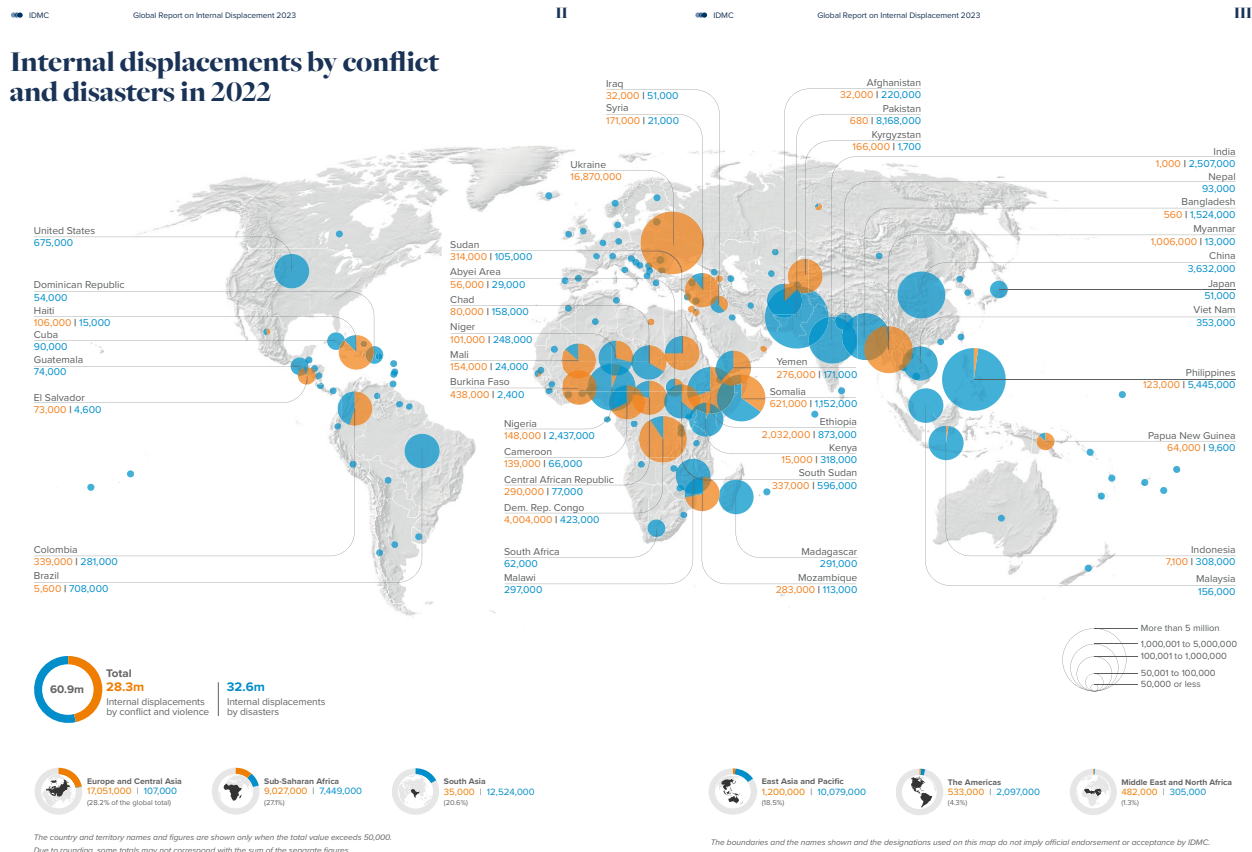 IDMC
Global Report on Internal Displacement 2023
II
IDMC
Global Report on Internal Displacement 2023
III
Internal displacements by conflict
and disasters in 2022
Iraq
32,000 | 51,000
Syria
171,000 | 21,000
Ukraine
16,870,000
Afghanistan
32,000 | 220,000
Pakistan
680 | 8,168,000
Kyrgyzstan
166,000 | 1,700
India
1,000 | 2,507,000
Nepal
93,000
Bangladesh
560 | 1,524,000
Myanmar
1,006,000 | 13,000
China
3,632,000
Japan
51,000
Viet Nam
353,000
Philippines
123,000 | 5,445,000
Papua New Guinea
64,000 | 9,600
Indonesia
7,100 | 308,000
Malaysia
156,000
United States
675,000
Dominican Republic
54,000
Haiti
106,000 | 15,000
Cuba
90,000
Guatemala
74,000
El Salvador
73,000 | 4,600
Colombia
339,000 | 281,000
Brazil
5,600 | 708,000
Sudan
314,000 | 105,000
Abyei Area
56,000 | 29,000
Chad
80,000 | 158,000
Niger
101,000 | 248,000
Mali
154,000 | 24,000
Burkina Faso
438,000 | 2,400
Nigeria
148,000 | 2,437,000
Cameroon
139,000 | 66,000
Central African Republic
290,000 | 77,000
Dem. Rep. Congo
4,004,000 | 423,000
South Africa
62,000
Malawi
297,000
Yemen
276,000 | 171,000
Somalia
621,000 | 1,152,000
Ethiopia
2,032,000 | 873,000
Kenya
15,000 | 318,000
South Sudan
337,000 | 596,000
Madagascar
291,000
Mozambique
283,000 | 113,000
More than 5 million
1,000,001 to 5,000,000
100,001 to 1,000,000
50,001 to 100,000
50,000 or less
60.9m
Total
28.3m
Internal displacements
by conflict and violence
32.6m
Internal displacements
by disasters
Europe and Central Asia
17,051,000 | 107,000
(28.2% of the global total)
Sub-Saharan Africa
9,027,000 | 7,449,000
(27.1%)
South Asia
35,000 | 12,524,000
(20.6%)
East Asia and Pacific
1,200,000 | 10,079,000
(18.5%)
The Americas
533,000 | 2,097,000
(4.3%)
Middle East and North Africa
482,000 | 305,000
(1.3%)
The country and territory names and figures are shown only when the total value exceeds 50,000.
Due to rounding, some totals may not correspond with the sum of the separate figures.
The boundaries and the names shown and the designations used on this map do not imply official endorsement or acceptance by IDMC.